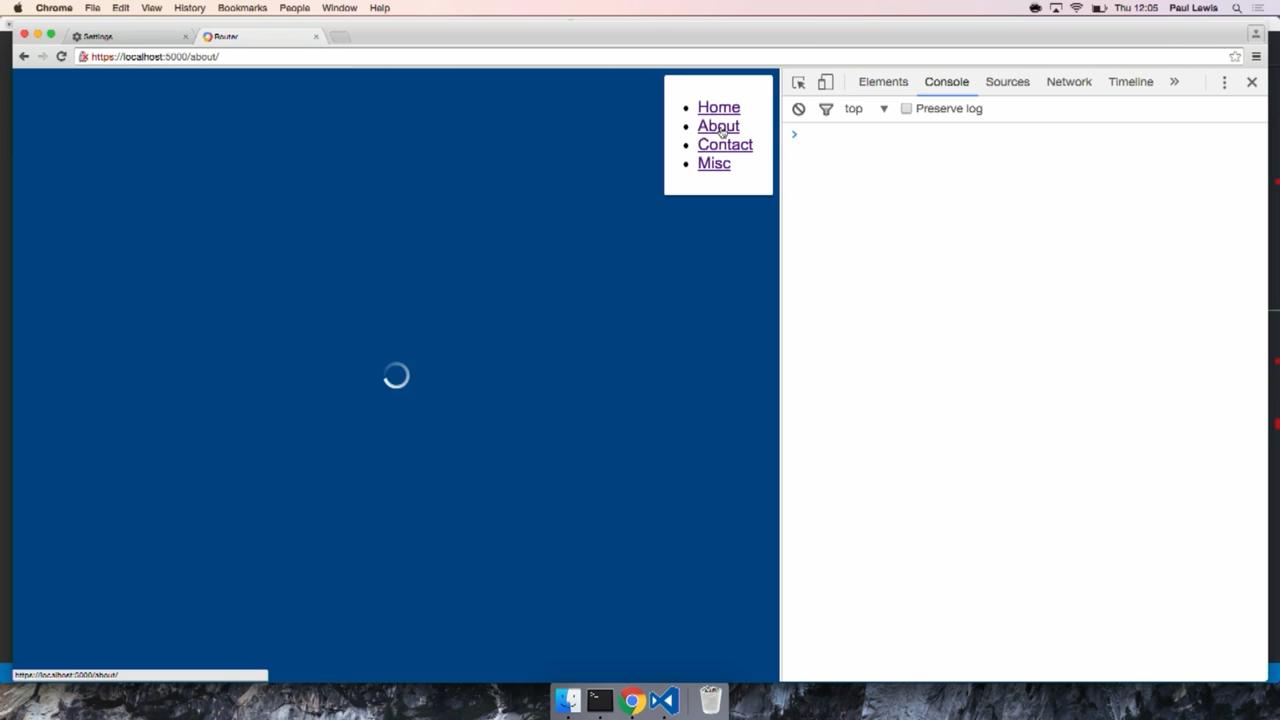 Chrome File Edit View History Bookmarks People Window Help Thu 12:05 Paul Lewis
Settings Router
https://localhost:5000/about/
Elements Console Sources Network Timeline »
top Preserve log
Home
About
Contact
Misc
https://localhost:5000/about/